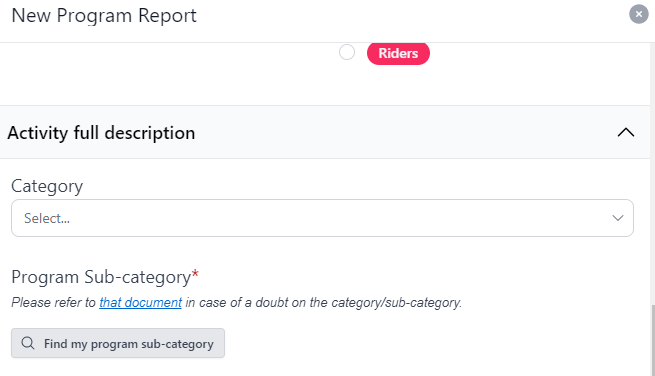 New Program Report
Riders
Activity full description
Category
Select...
Program Sub-category*
Please refer to that document in case of a doubt on the category/sub-category.
Find my program sub-category